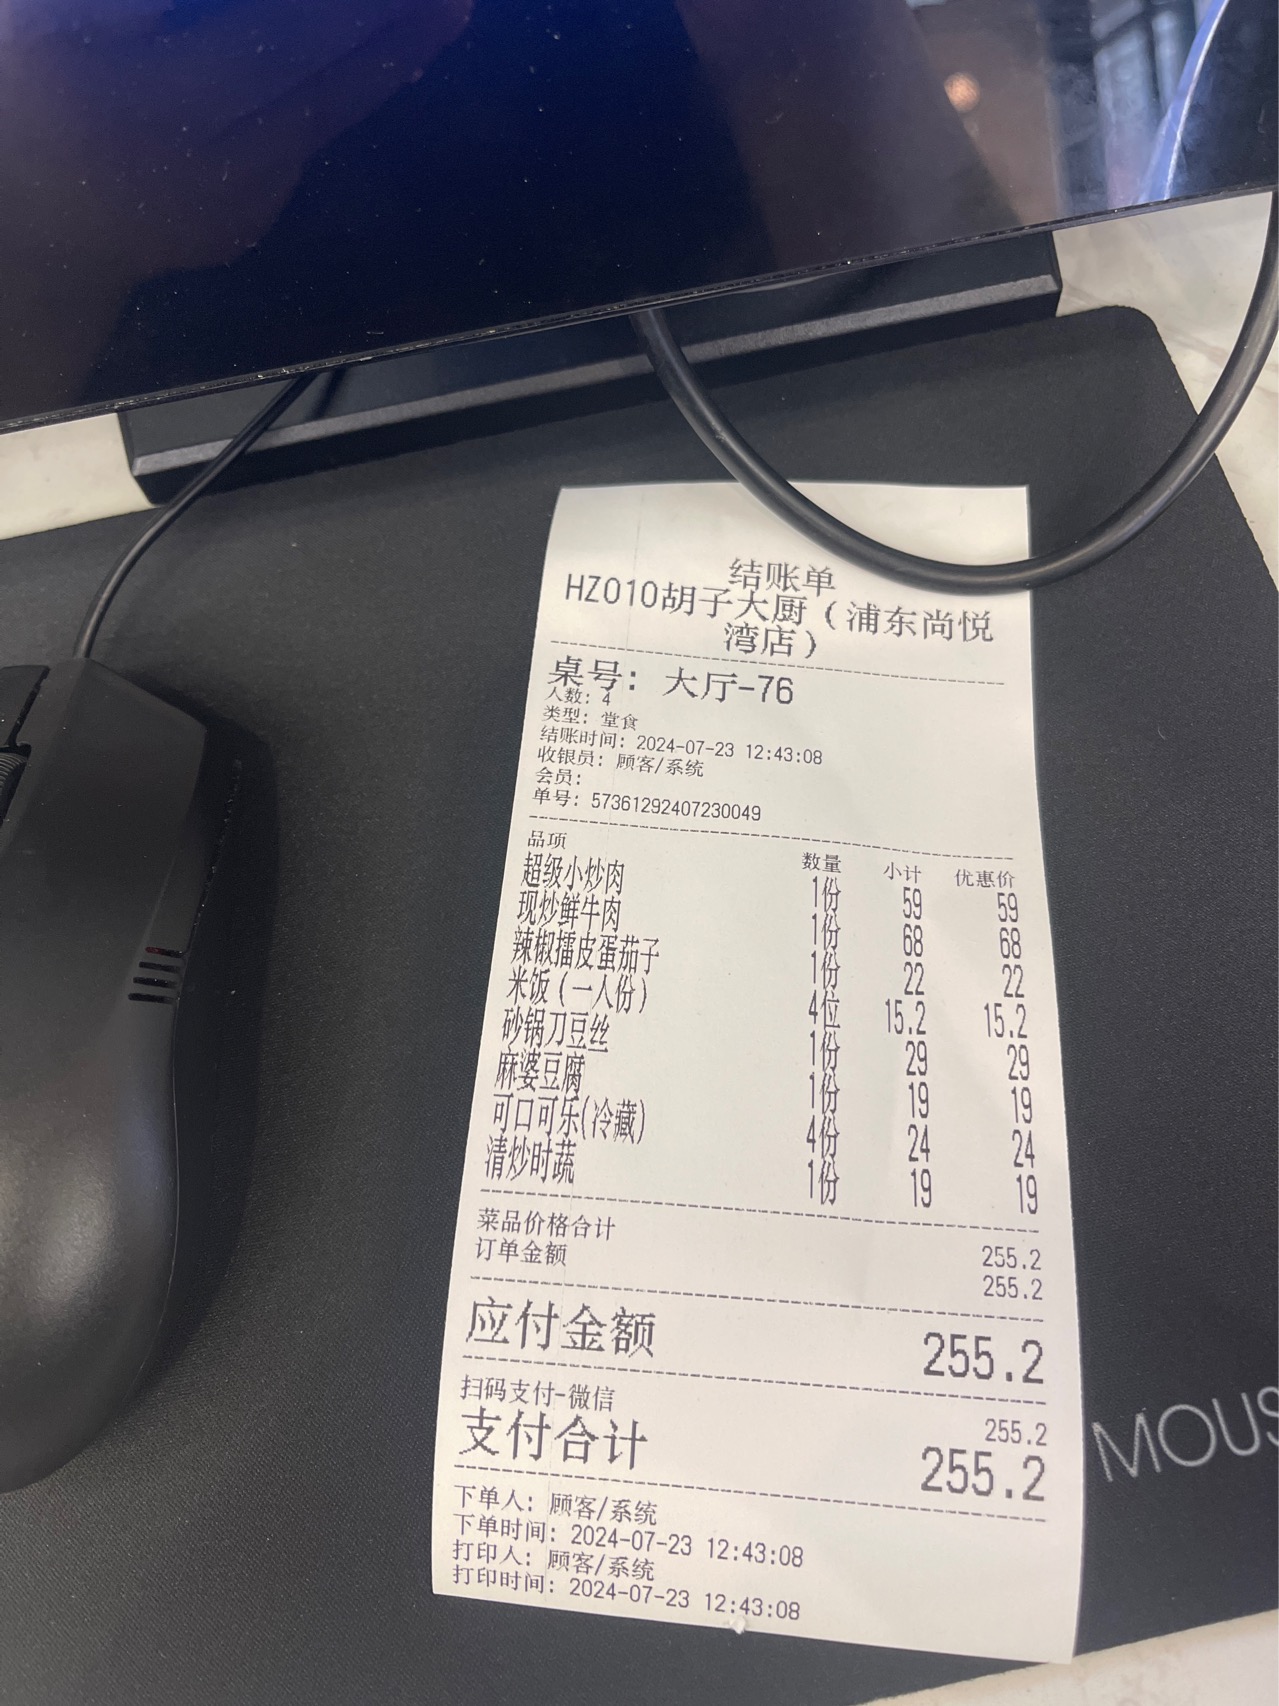 结账单
HZ010胡子大厨（浦东尚悦
湾店）
桌号：大厅-76
人数：4
类型：堂食
结账时间：2024-07-23 12:43:08
收银员：顾客/系统
会员：
单号：57361292407230049
品项 数量 小计 优惠价
超级小炒肉 1份 59 59
现炒鲜牛肉 1份 68 68
辣椒擂皮蛋茄子 1份 22 22
米饭（一人份） 4位 15.2 15.2
砂锅刀豆丝 1份 29 29
麻婆豆腐 1份 19 19
可口可乐(冷藏) 4份 24 24
清炒时蔬 1份 19 19
菜品价格合计 255.2
订单金额 255.2
应付金额 255.2
扫码支付-微信 255.2
支付合计 255.2
下单人：顾客/系统
下单时间：2024-07-23 12:43:08
打印人：顾客/系统
打印时间：2024-07-23 12:43:08
MOUS